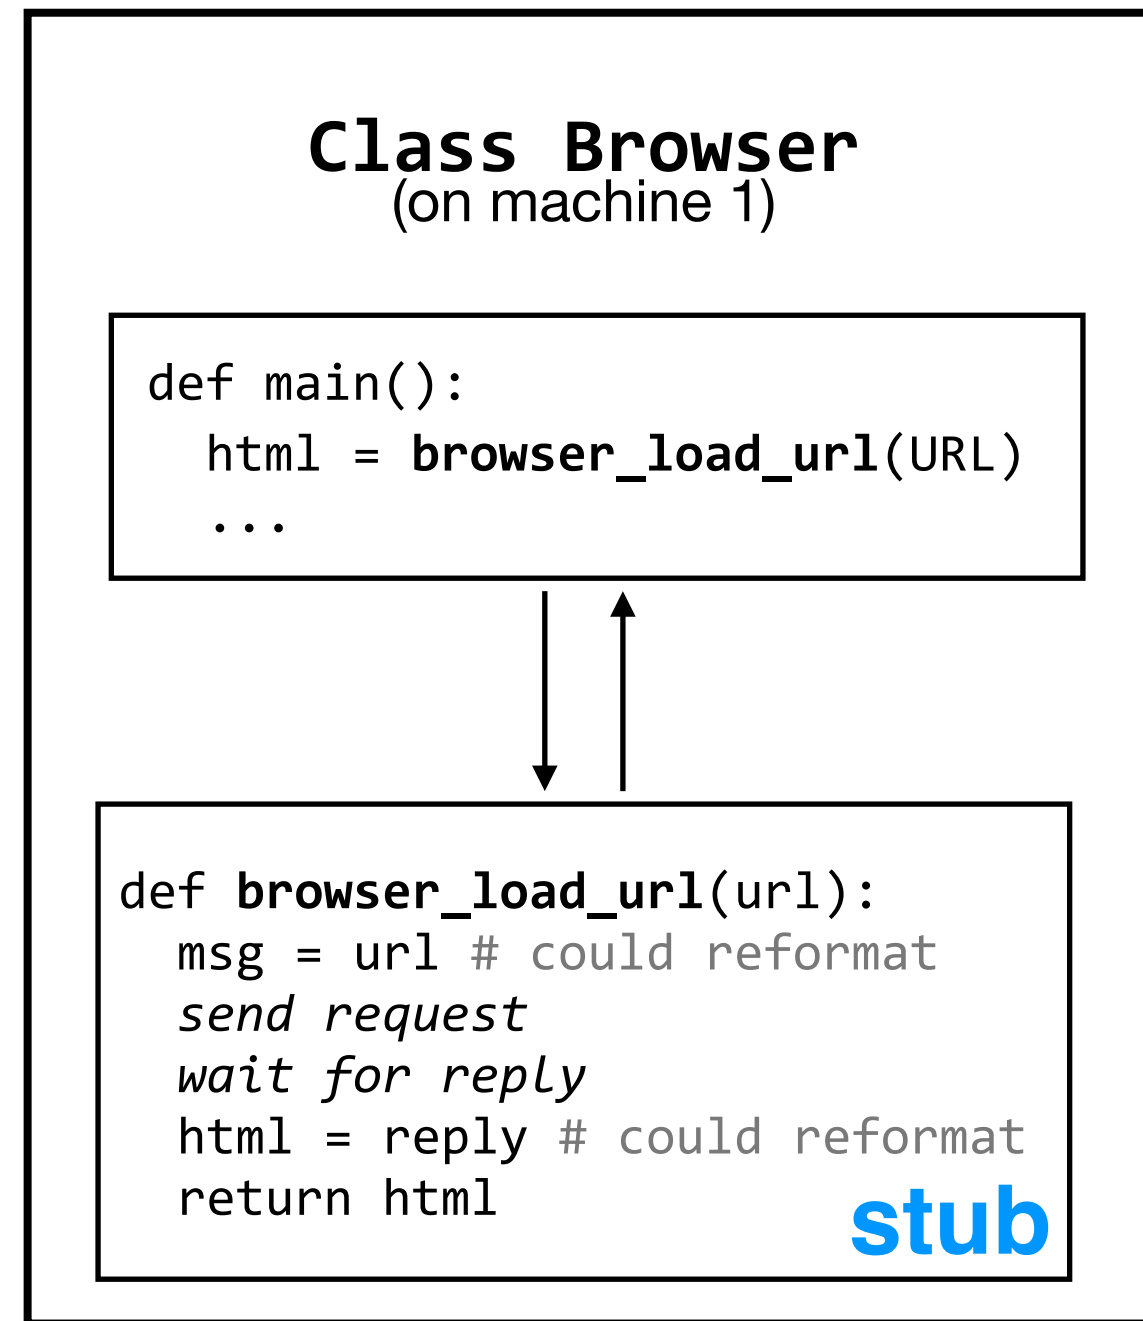 Class Browser
(on machine 1)
def main():
  html = browser_load_url(URL)
  ...
def browser_load_url(url):
  msg = url # could reformat
  send request
  wait for reply
  html = reply # could reformat
  return html
stub